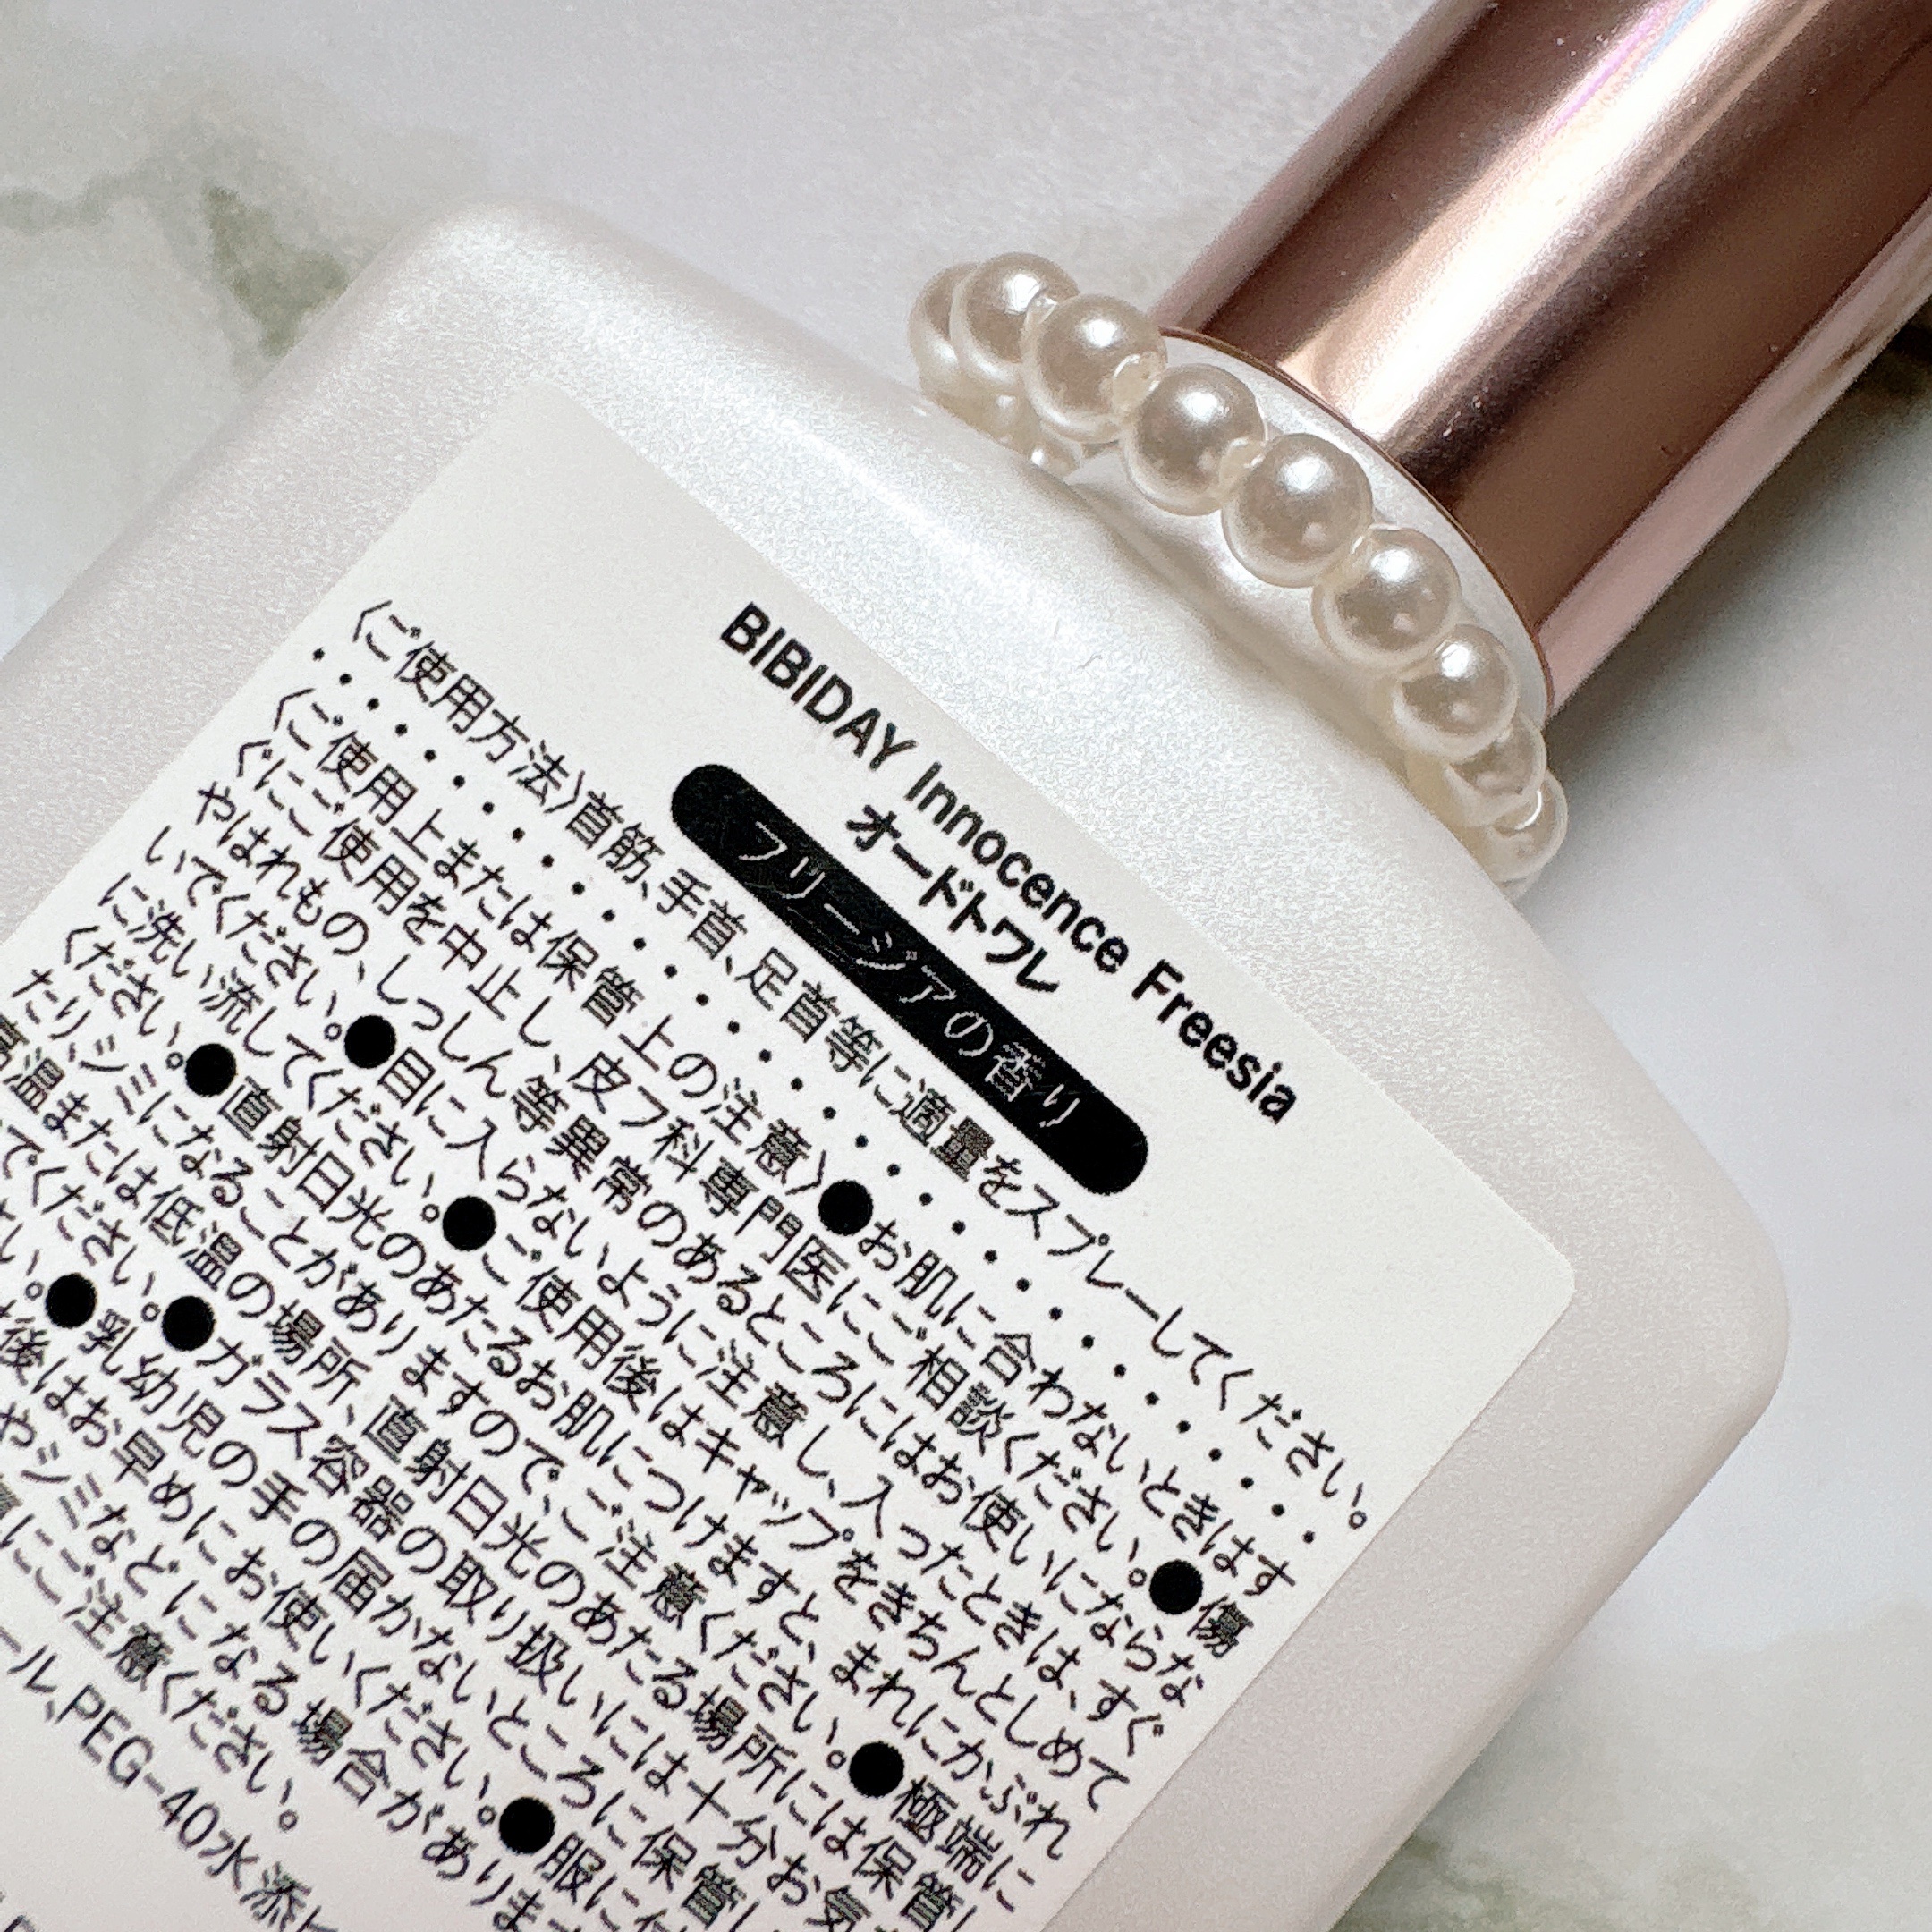 BIBIDAY Innocence Freesia
オードトワレ
フリージアの香り
〈ご使用方法〉首筋、手首、足首等に適量をスプレーしてください。
〈ご使用上または保管上の注意〉●お肌に合わないときはす
ぐにご使用を中止し、皮フ科専門医にご相談ください。●傷
やはれもの、しっしん等異常のあるところにはお使いにならな
いでください。●目に入らないように注意し、入ったときは、すぐ
に洗い流してください。●ご使用後はキャップをきちんとしめて
ください。●直射日光のあたるお肌につけますと、まれにかぶれ
たり、シミになることがありますので、ご注意ください。●極端に
高温または低温の場所、直射日光のあたる場所には保管し
でください。●ガラス容器の取り扱いには十分お気
い。●乳幼児の手の届かないところに保管し
後はお早めにお使いください。●服に
やシミなどになる場合がありま
にご注意ください。
ール、PEG-40水添